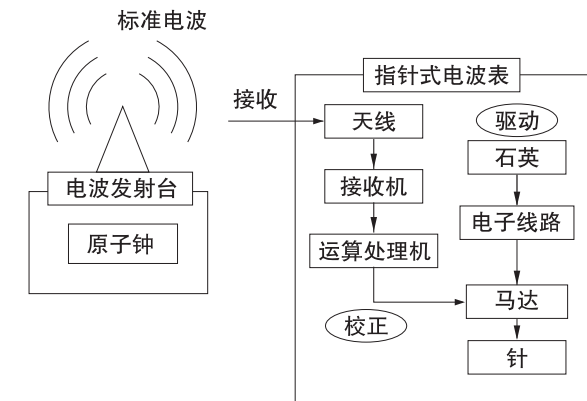 标准电波
指针式电波表
接收
天线
驱动
石英
电波发射台
接收机
电子线路
原子钟
运算处理机
马达
校正
针